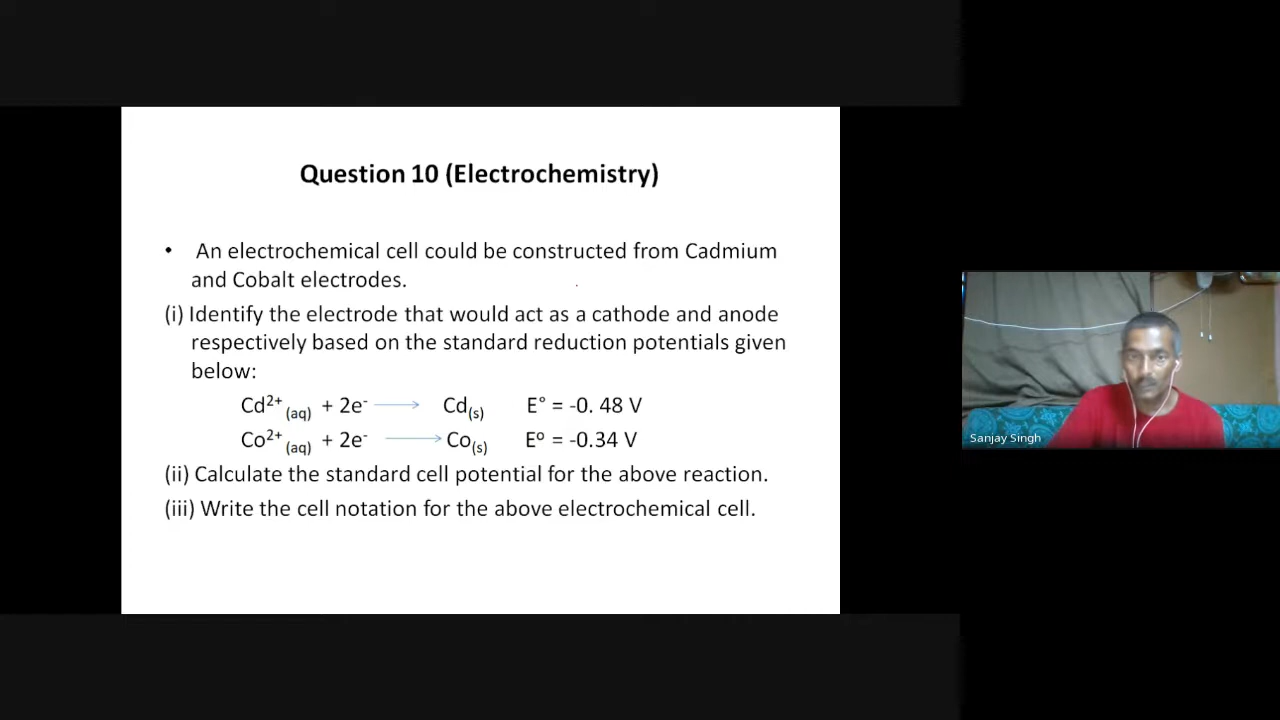 Question 10 (Electrochemistry)
• An electrochemical cell could be constructed from Cadmium
and Cobalt electrodes.
(i) Identify the electrode that would act as a cathode and anode
respectively based on the standard reduction potentials given
below:
Cd²⁺ (aq) + 2e⁻ → Cd(s) E° = -0. 48 V
Co²⁺ (aq) + 2e⁻ → Co(s) Eº = -0.34 V
(ii) Calculate the standard cell potential for the above reaction.
(iii) Write the cell notation for the above electrochemical cell.
Sanjay Singh